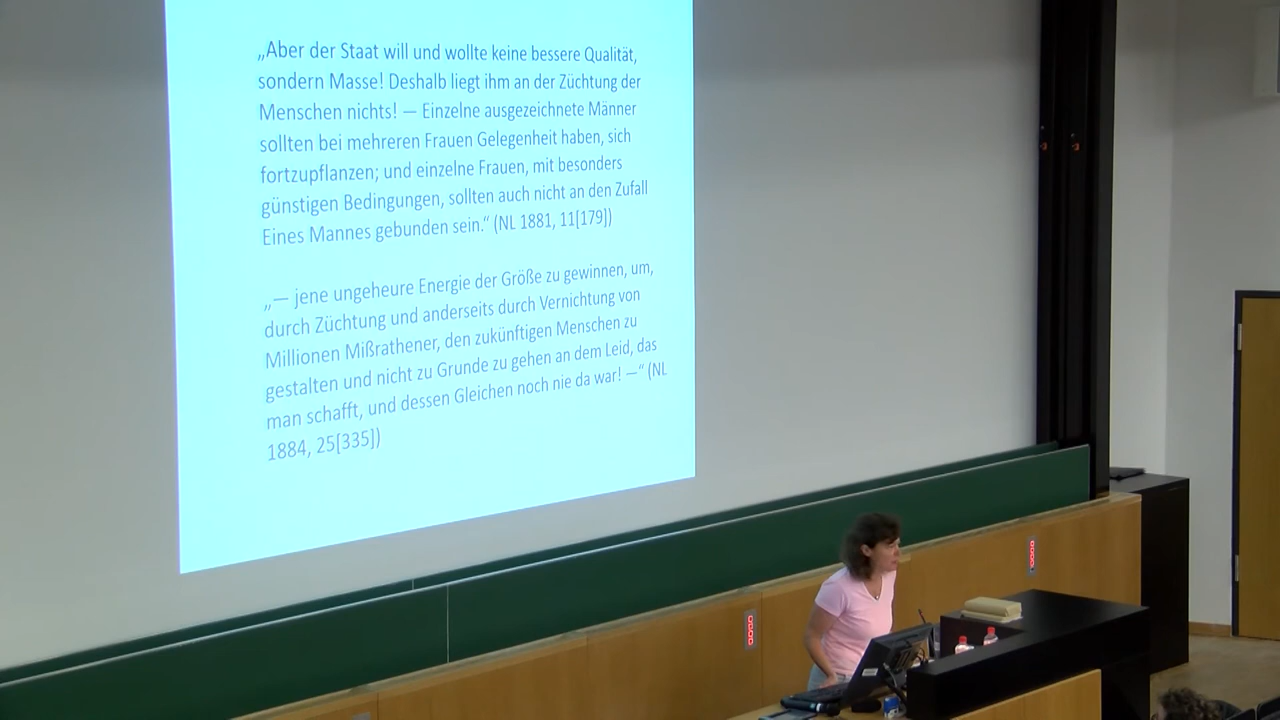 „Aber der Staat will und wollte keine bessere Qualität,
sondern Masse! Deshalb liegt ihm an der Züchtung der
Menschen nichts! — Einzelne ausgezeichnete Männer
sollten bei mehreren Frauen Gelegenheit haben, sich
fortzupflanzen; und einzelne Frauen, mit besonders
günstigen Bedingungen, sollten auch nicht an den Zufall
Eines Mannes gebunden sein.“ (NL 1881, 11[179])
„— jene ungeheure Energie der Größe zu gewinnen, um,
durch Züchtung und anderseits durch Vernichtung von
Millionen Mißrathener, den zukünftigen Menschen zu
gestalten und nicht zu Grunde zu gehen an dem Leid, das
man schafft, und dessen Gleichen noch nie da war! —“ (NL
1884, 25[335])